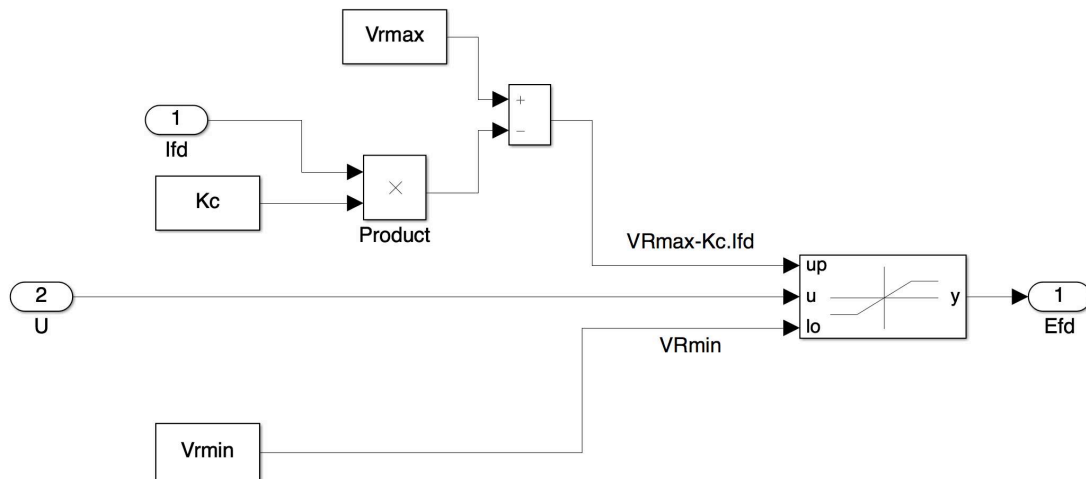 Vrmax
+
−
1
Ifd
Kc
×
Product
VRmax-Kc.Ifd
up
u
y
lo
2
U
1
Efd
VRmin
Vrmin